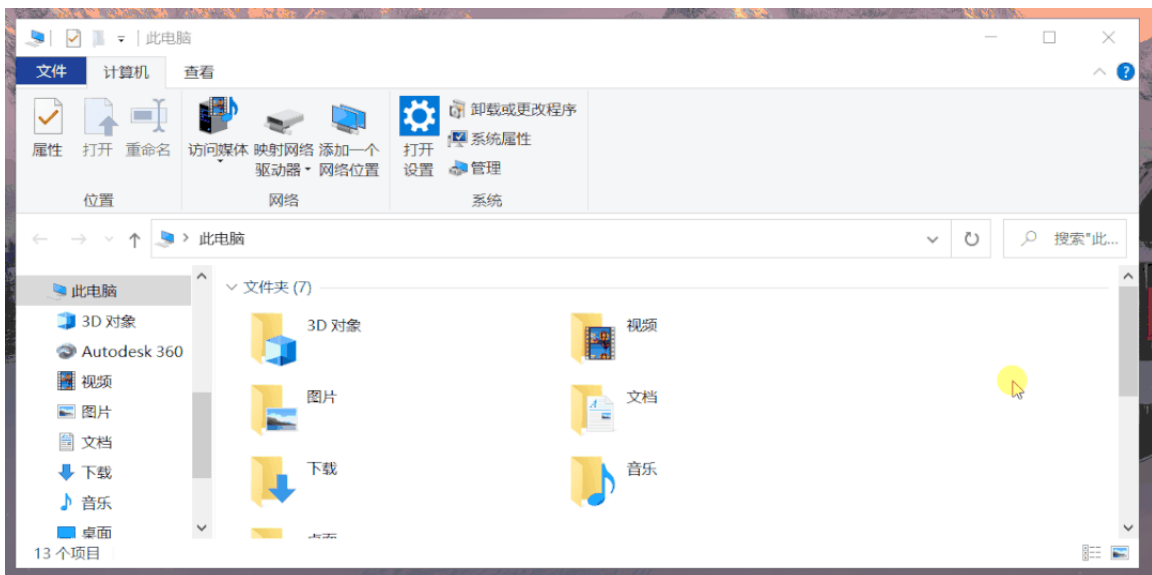 此电脑
文件 计算机 查看
属性 打开 重命名 访问媒体 映射网络驱动器 添加一个网络位置 打开设置 卸载或更改程序
系统属性
管理
位置 网络 系统
此电脑 搜索"此...
此电脑
3D 对象
Autodesk 360
视频
图片
文档
下载
音乐
桌面
文件夹 (7)
3D 对象 视频
图片 文档
下载 音乐
桌面
13 个项目